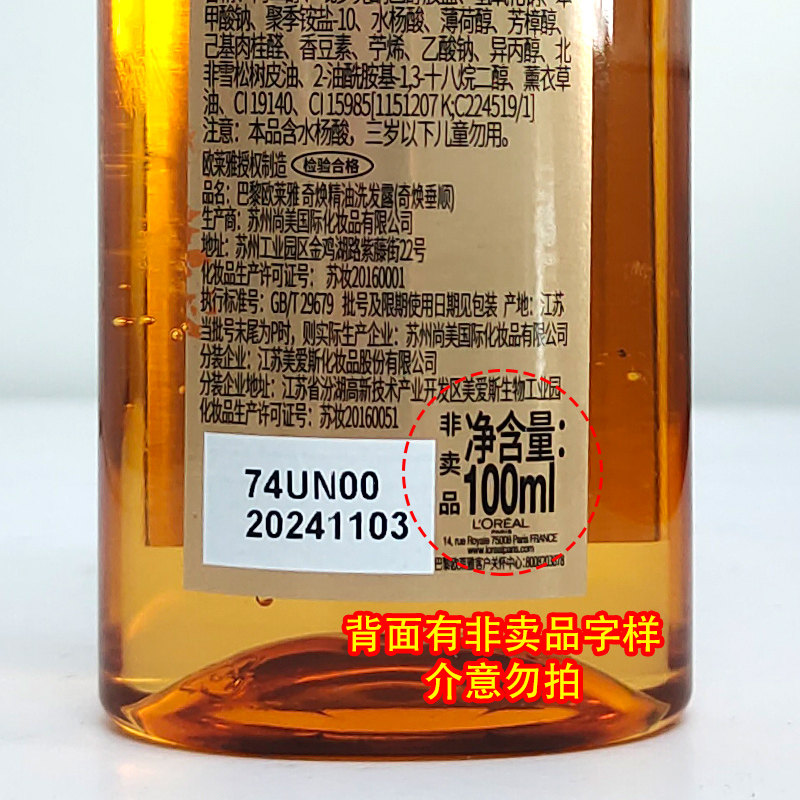 甲酸钠、聚季铵盐-10、水杨酸、薄荷醇、芳樟醇、
己基肉桂醛、香豆素、苧烯、乙酸钠、异丙醇、北
非雪松树皮油、2-油酰胺基-1,3-十八烷二醇、薰衣草
油、CI 19140、CI 15985[1151207 K;C224519/1]
注意：本品含水杨酸，三岁以下儿童勿用。
欧莱雅授权制造 检验合格
品名：巴黎欧莱雅奇焕精油洗发露(奇焕垂顺)
生产商：苏州尚美国际化妆品有限公司
地址：苏州工业园区金鸡湖路紫藤街22号
化妆品生产许可证号：苏妆20160001
执行标准号：GB/T 29679 批号及限期使用日期见包装 产地：江苏
当批号末尾为P时，则实际生产企业：苏州尚美国际化妆品有限公司
分装企业：江苏美爱斯化妆品股份有限公司
分装企业地址：江苏省汾湖高新技术产业开发区美爱斯生物工业园
化妆品生产许可证号：苏妆20160051
非卖品
净含量：
100ml
L'ORÉAL
PARIS
14, rue Royale 75008 Paris FRANCE
www.lorealparis.com
巴黎欧莱雅客户关怀中心：
74UN00
20241103
背面有非卖品字样
介意勿拍